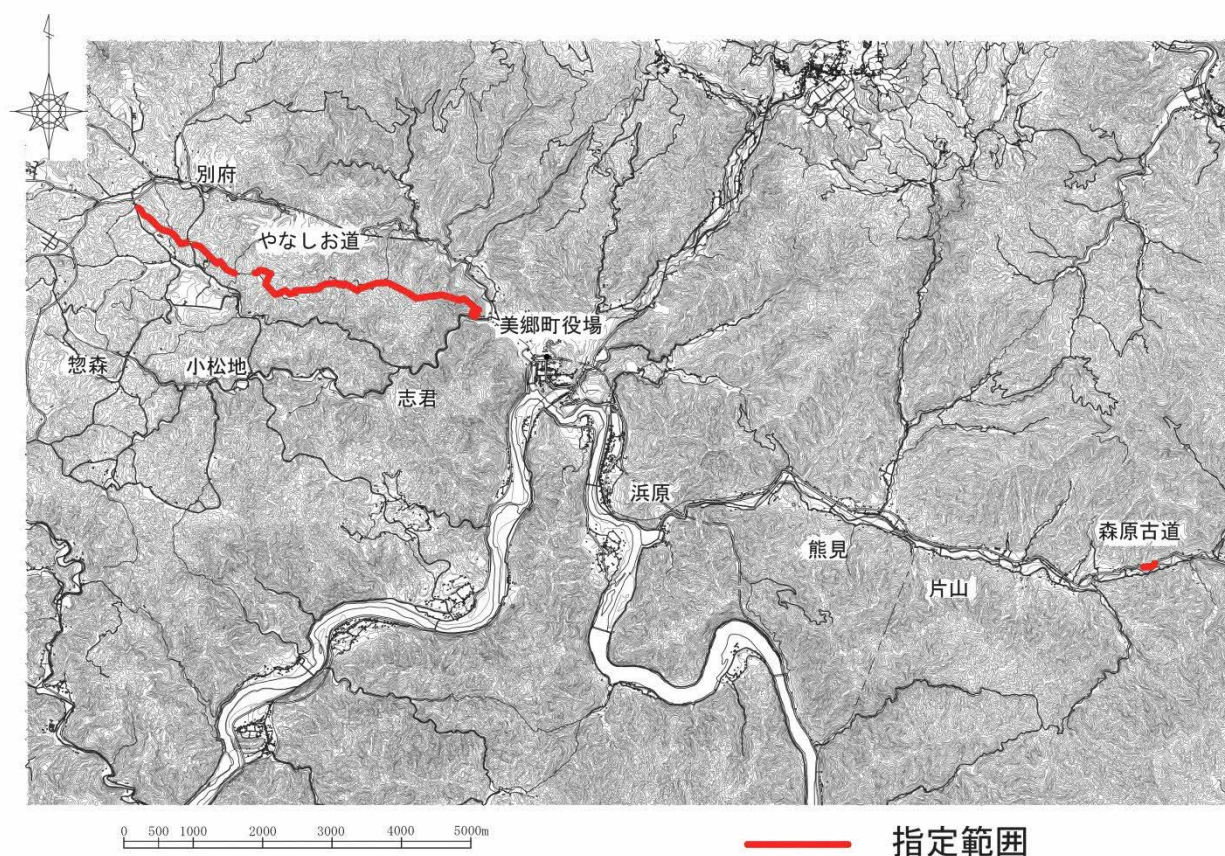 別府
やなしお道
美郷町役場
惣森
小松地
志君
浜原
熊見
森原古道
片山
0 500 1000 2000 3000 4000 5000m
指定範囲